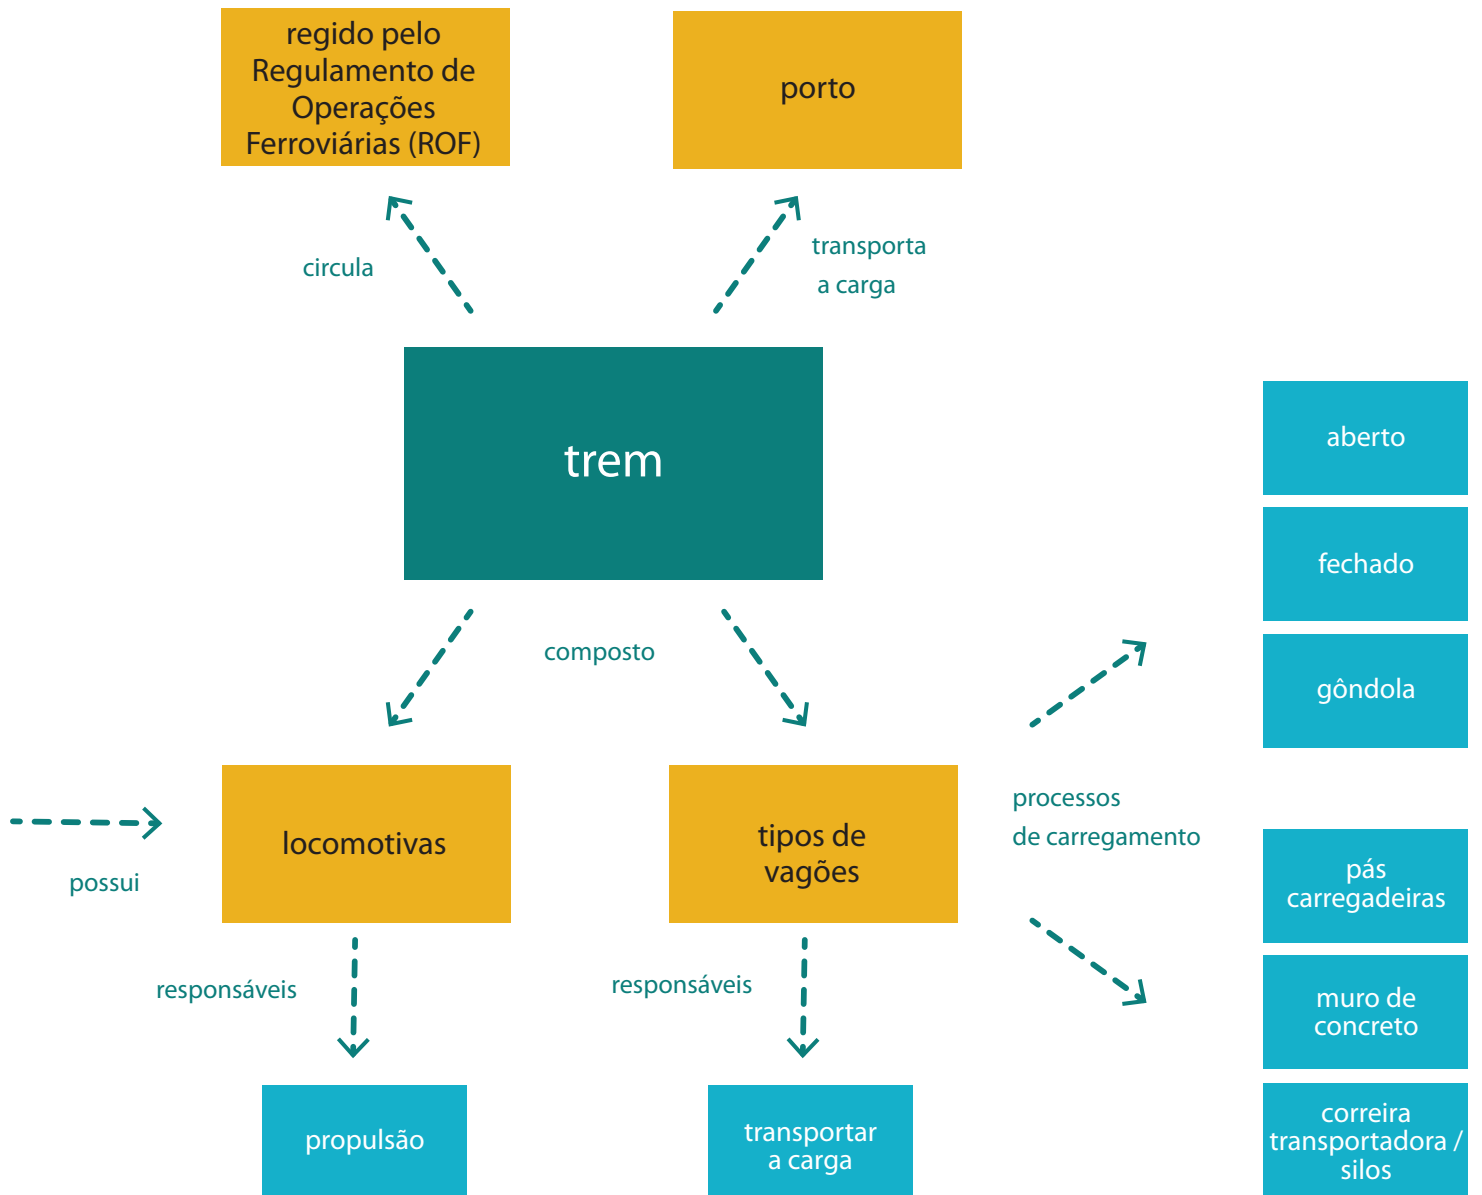 regido pelo
Regulamento de
Operações
Ferroviárias (ROF)
porto
circula
transporta
a carga
trem
aberto
fechado
gôndola
composto
locomotivas
tipos de
vagões
processos
de carregamento
possui
pás
carregadeiras
muro de
concreto
correira
transportadora /
silos
responsáveis
responsáveis
propulsão
transportar
a carga